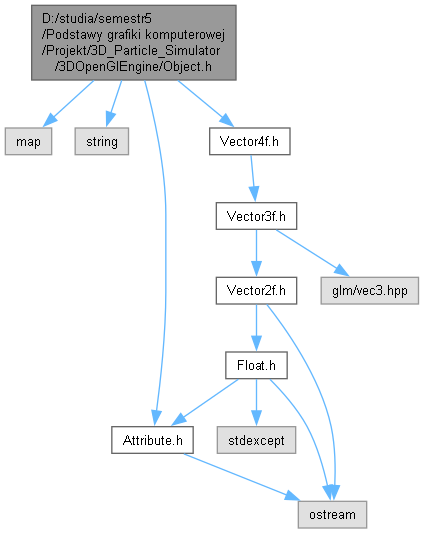 D:/studia/semestr5
/Podstawy grafiki komputerowej
/Projekt/3D_Particle_Simulator
/3DOpenGlEngine/Object.h
map
string
Vector4f.h
Vector3f.h
Vector2f.h
glm/vec3.hpp
Float.h
Attribute.h
stdexcept
ostream